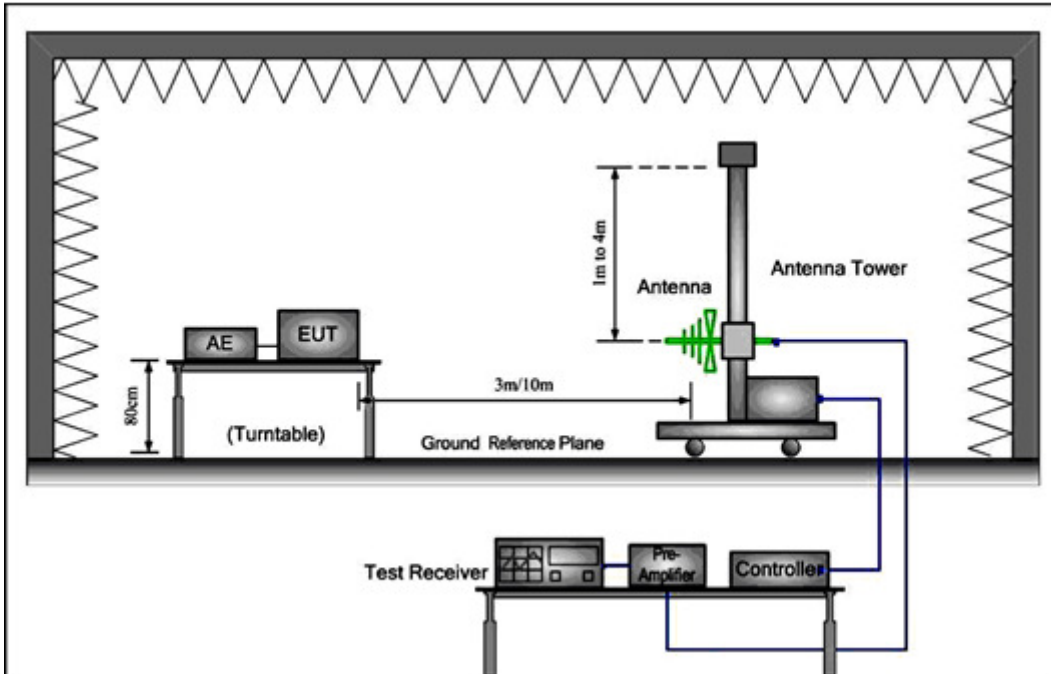 1m to 4m
Antenna
Antenna Tower
AE
EUT
3m/10m
80cm
(Turntable)
Ground Reference Plane
Test Receiver
Pre-
Amplifier
Controller